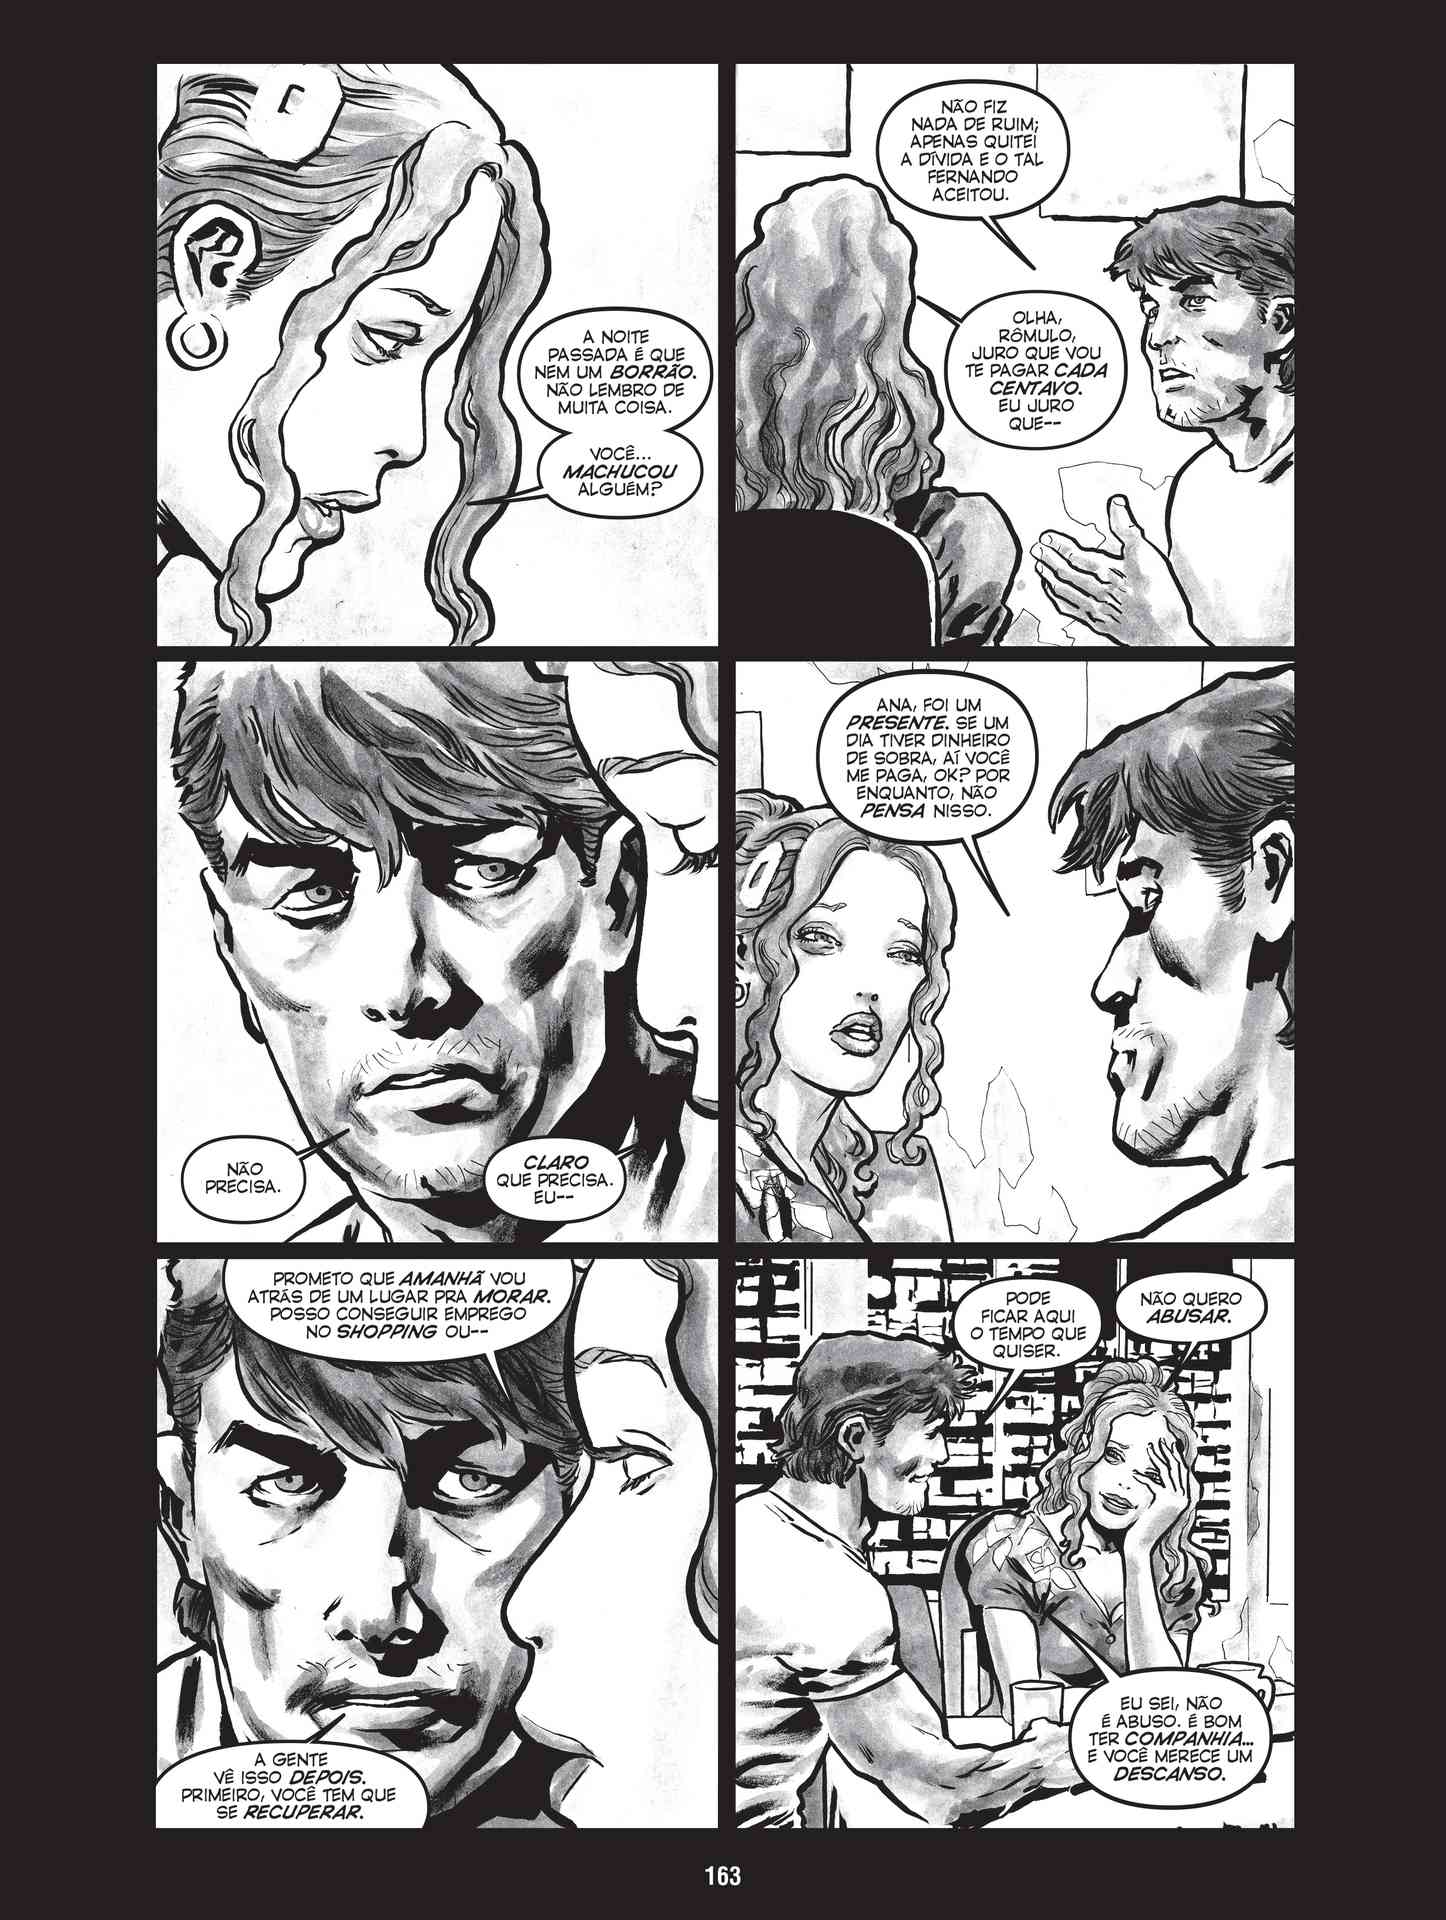 A NOITE
PASSADA É QUE
NEM UM BORRÃO.
NÃO LEMBRO DE
MUITA COISA.
VOCÊ...
MACHUCOU
ALGUÉM?
NÃO FIZ
NADA DE RUIM;
APENAS QUITEI
A DÍVIDA E O TAL
FERNANDO
ACEITOU.
OLHA,
RÔMULO,
JURO QUE VOU
TE PAGAR CADA
CENTAVO.
EU JURO
QUE--
NÃO
PRECISA.
CLARO
QUE PRECISA.
EU--
ANA, FOI UM
PRESENTE. SE UM
DIA TIVER DINHEIRO
DE SOBRA, AÍ VOCÊ
ME PAGA, OK? POR
ENQUANTO, NÃO
PENSA NISSO.
PROMETO QUE AMANHÃ VOU
ATRÁS DE UM LUGAR PRA MORAR.
POSSO CONSEGUIR EMPREGO
NO SHOPPING OU--
A GENTE
VÊ ISSO DEPOIS.
PRIMEIRO, VOCÊ TEM QUE
SE RECUPERAR.
PODE
FICAR AQUI
O TEMPO QUE
QUISER.
NÃO QUERO
ABUSAR.
EU SEI, NÃO
É ABUSO. É BOM
TER COMPANHIA...
E VOCÊ MERECE UM
DESCANSO.
163